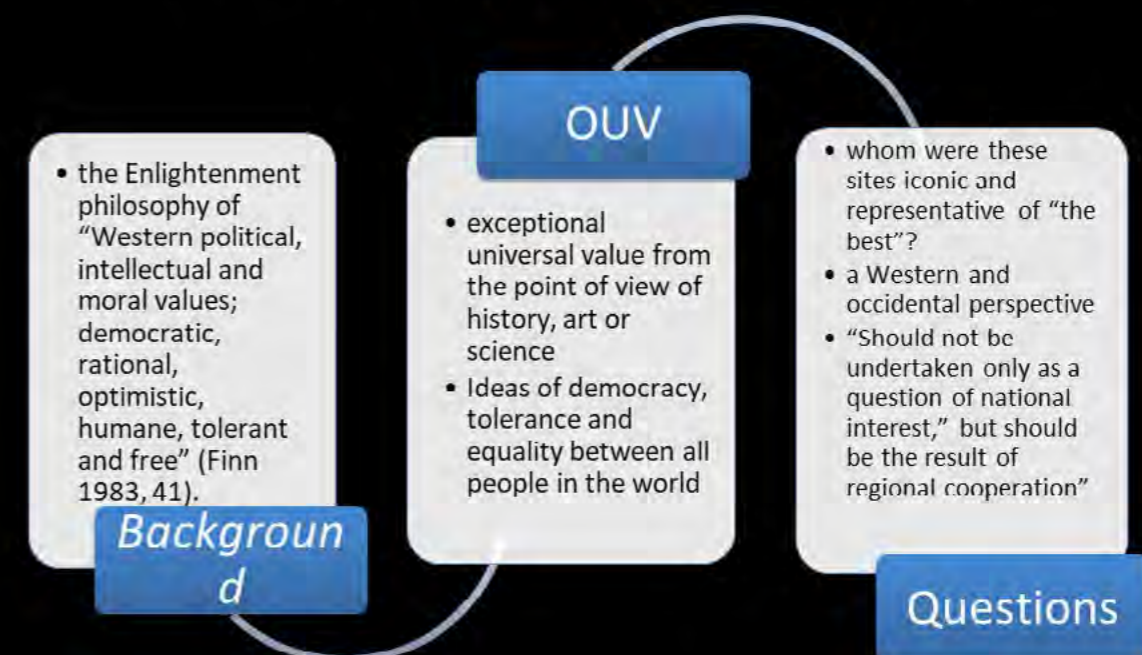 • the Enlightenment
philosophy of
“Western political,
intellectual and
moral values;
democratic,
rational,
optimistic,
humane, tolerant
and free” (Finn
1983, 41).
Backgroun
d
OUV
• exceptional
universal value from
the point of view of
history, art or
science
• Ideas of democracy,
tolerance and
equality between all
people in the world
• whom were these
sites iconic and
representative of “the
best”?
• a Western and
occidental perspective
• “Should not be
undertaken only as a
question of national
interest,” but should
be the result of
regional cooperation”
Questions